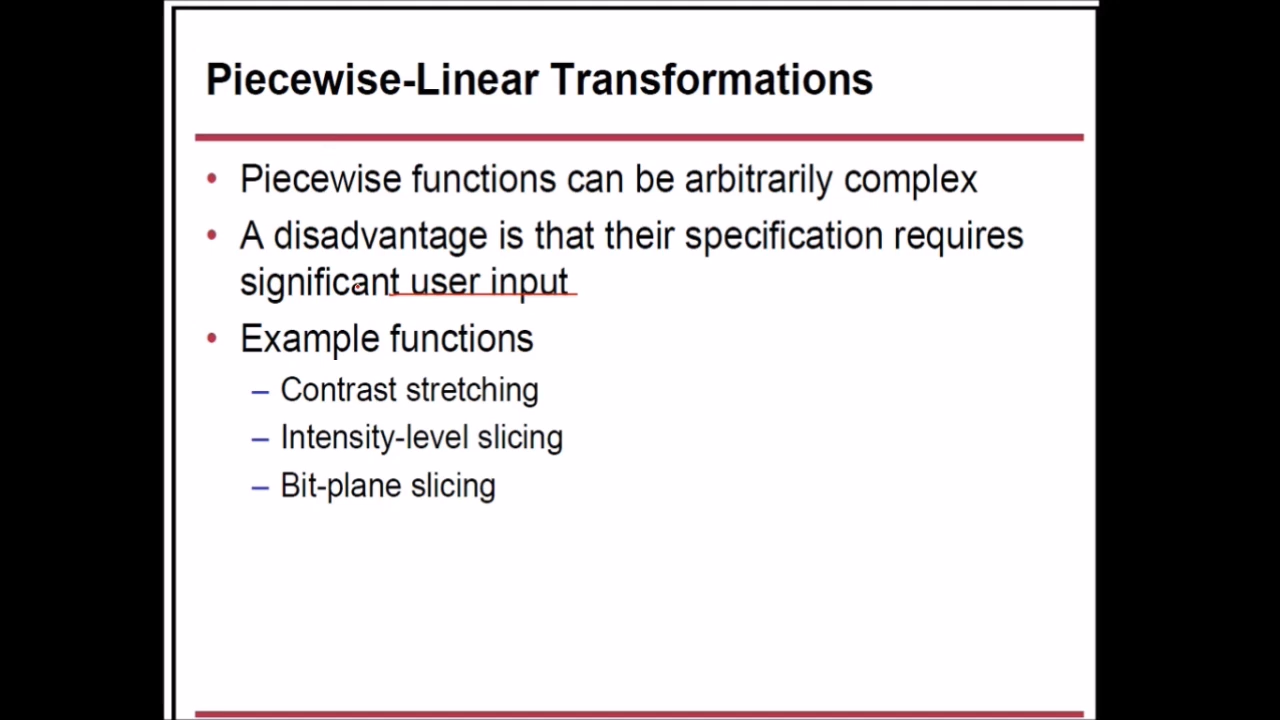 Piecewise-Linear Transformations
• Piecewise functions can be arbitrarily complex
• A disadvantage is that their specification requires
significant user input
• Example functions
– Contrast stretching
– Intensity-level slicing
– Bit-plane slicing